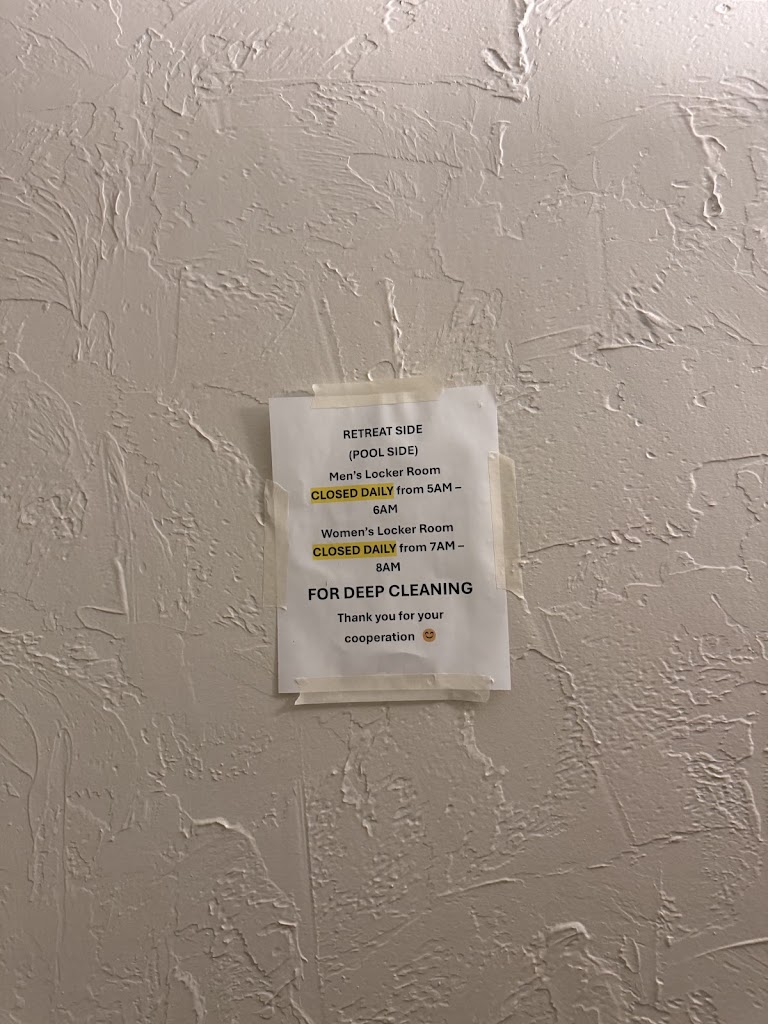 RETREAT SIDE
(POOL SIDE)
Men's Locker Room
CLOSED DAILY from 5AM –
6AM
Women's Locker Room
CLOSED DAILY from 7AM –
8AM
FOR DEEP CLEANING
Thank you for your
cooperation 😊